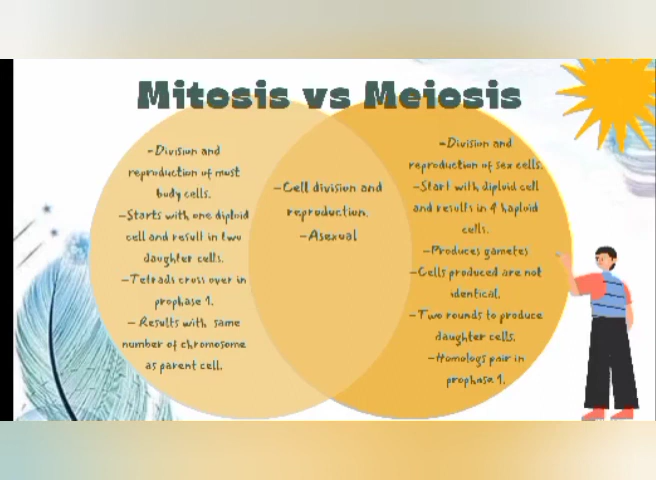 Mitosis vs Meiosis
-Division and
reproduction of most
body cells.
-Starts with one diploid
cell and result in two
daughter cells.
-Tetrads cross over in
prophase 1.
- Results with same
number of chromosome
as parent cell.
-Cell division and
reproduction.
-Asexual
-Division and
reproduction of sex cells.
-Start with diploid cell
and results in 4 haploid
cells.
-Produces gametes
-Cells produced are not
identical.
-Two rounds to produce
daughter cells.
-Homologs pair in
prophase 1.